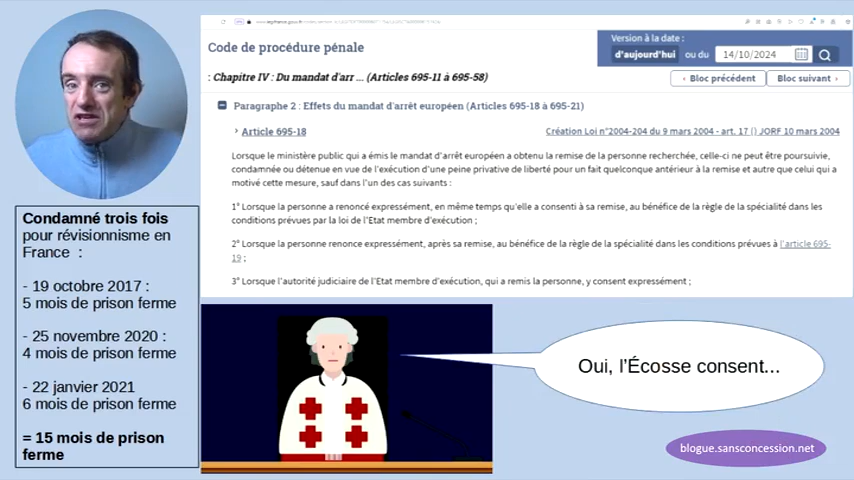 Code de procédure pénale
Version à la date :
d'aujourd'hui ou du 14/10/2024
: Chapitre IV : Du mandat d'arr ... (Articles 695-11 à 695-58)
‹ Bloc précédent
Bloc suivant ›
Paragraphe 2 : Effets du mandat d'arrêt européen (Articles 695-18 à 695-21)
› Article 695-18
Création Loi n°2004-204 du 9 mars 2004 - art. 17 () JORF 10 mars 2004
Lorsque le ministère public qui a émis le mandat d'arrêt européen a obtenu la remise de la personne recherchée, celle-ci ne peut être poursuivie,
condamnée ou détenue en vue de l'exécution d'une peine privative de liberté pour un fait quelconque antérieur à la remise et autre que celui qui a
motivé cette mesure, sauf dans l'un des cas suivants :
1° Lorsque la personne a renoncé expressément, en même temps qu'elle a consenti à sa remise, au bénéfice de la règle de la spécialité dans les
conditions prévues par la loi de l'Etat membre d'exécution ;
2° Lorsque la personne renonce expressément, après sa remise, au bénéfice de la règle de la spécialité dans les conditions prévues à l'article 695-
19 ;
3° Lorsque l'autorité judiciaire de l'Etat membre d'exécution, qui a remis la personne, y consent expressément ;
Condamné trois fois
pour révisionnisme en
France :
- 19 octobre 2017 :
5 mois de prison ferme
- 25 novembre 2020 :
4 mois de prison ferme
- 22 janvier 2021
6 mois de prison ferme
= 15 mois de prison
ferme
Oui, l'Écosse consent...
blogue.sansconcession.net